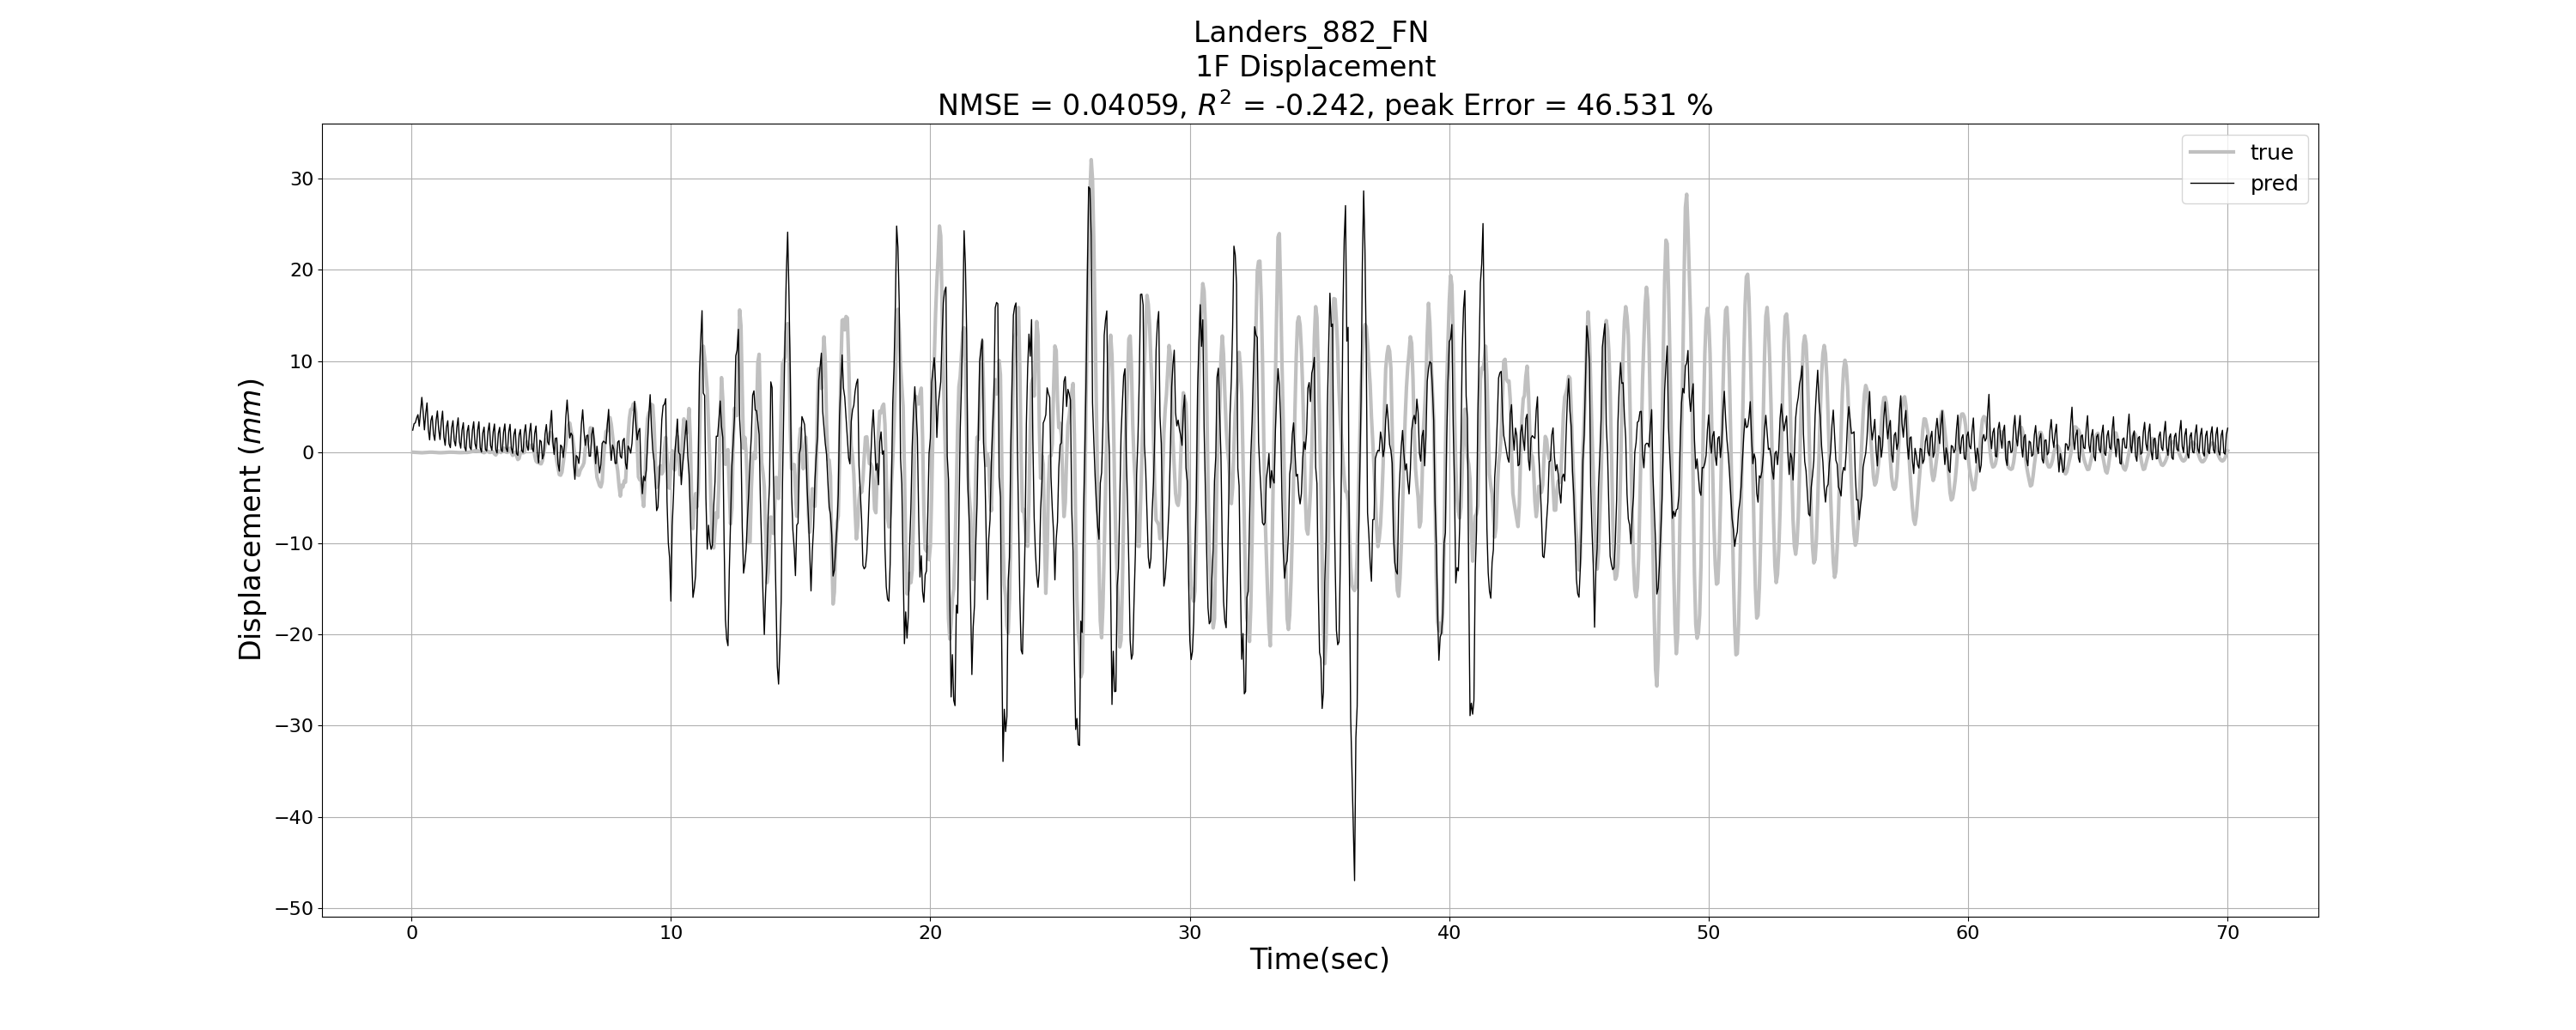 Landers_882_FN
1F Displacement
NMSE = 0.04059, R² = -0.242, peak Error = 46.531 %
true
pred
Displacement (mm)
30
20
10
0
−10
−20
−30
−40
−50
0 10 20 30 40 50 60 70
Time(sec)